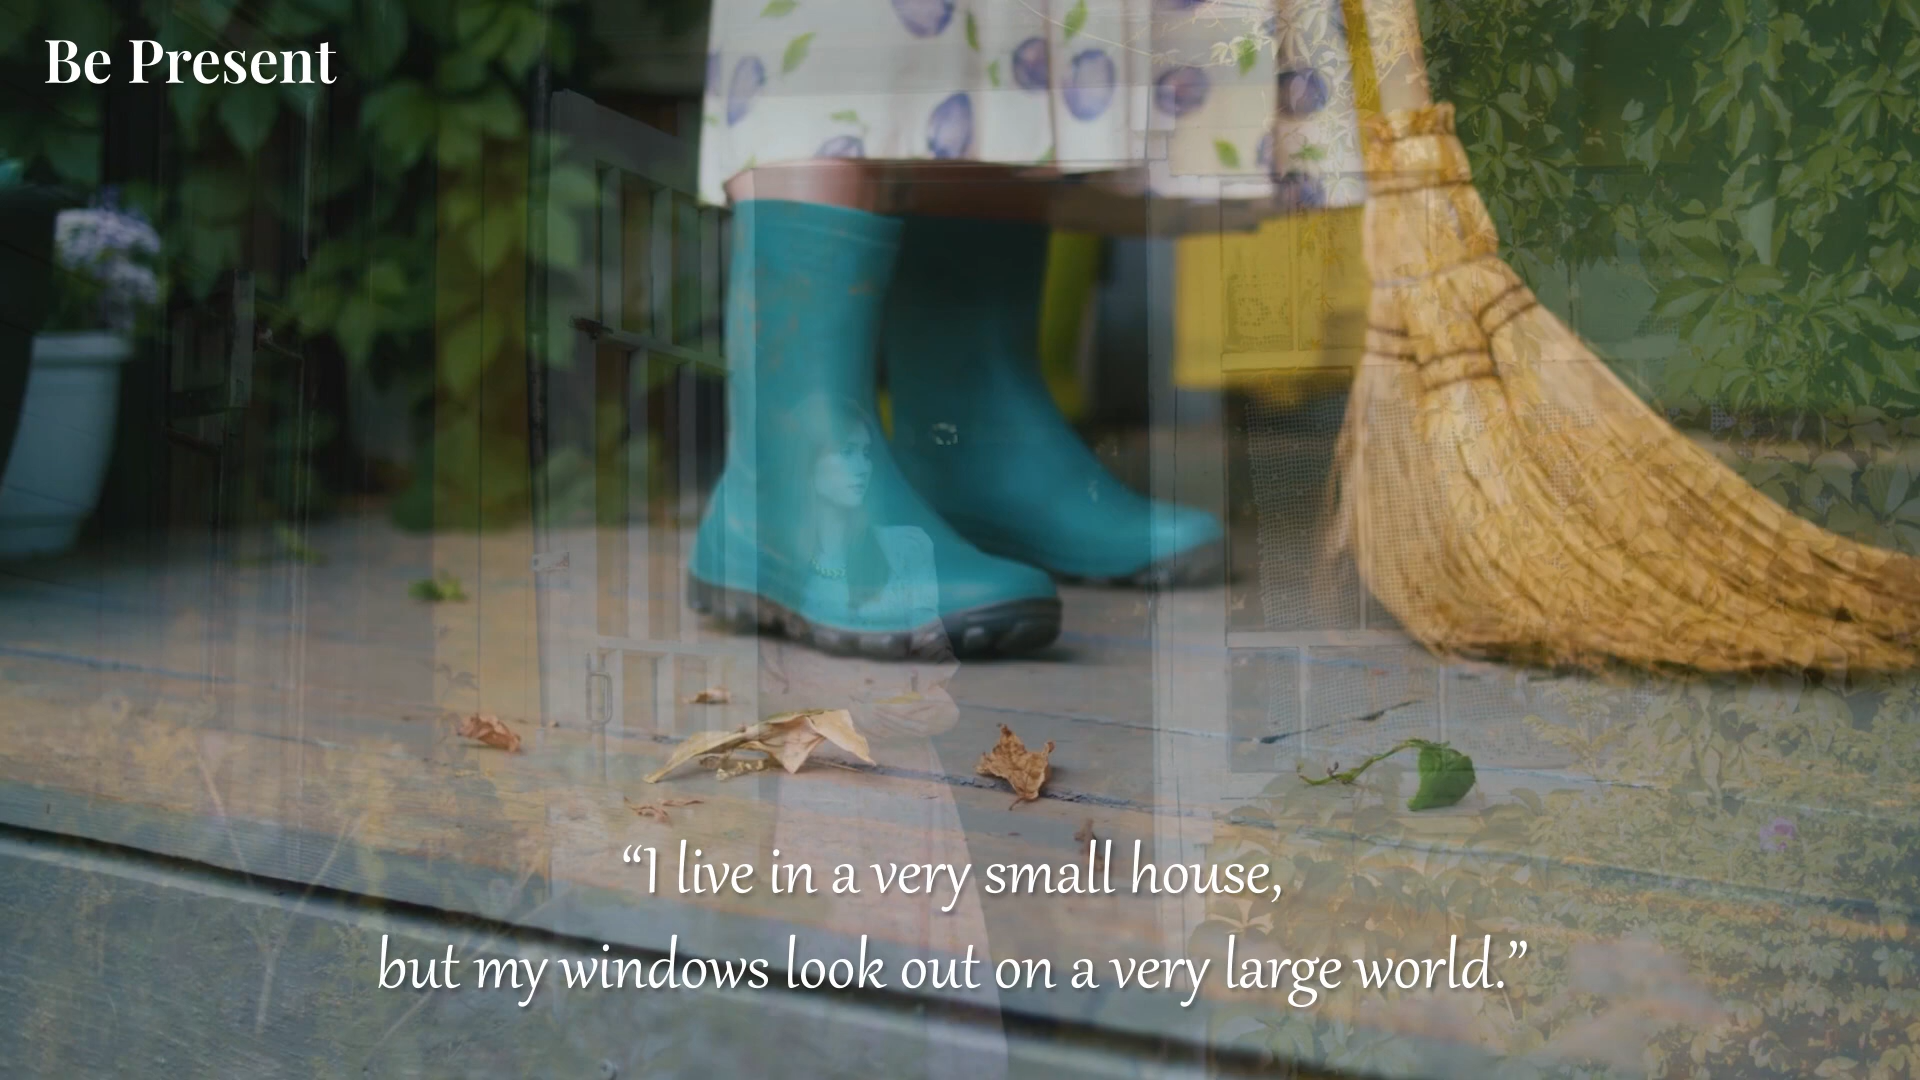 Be Present
“I live in a very small house,
but my windows look out on a very large world.”